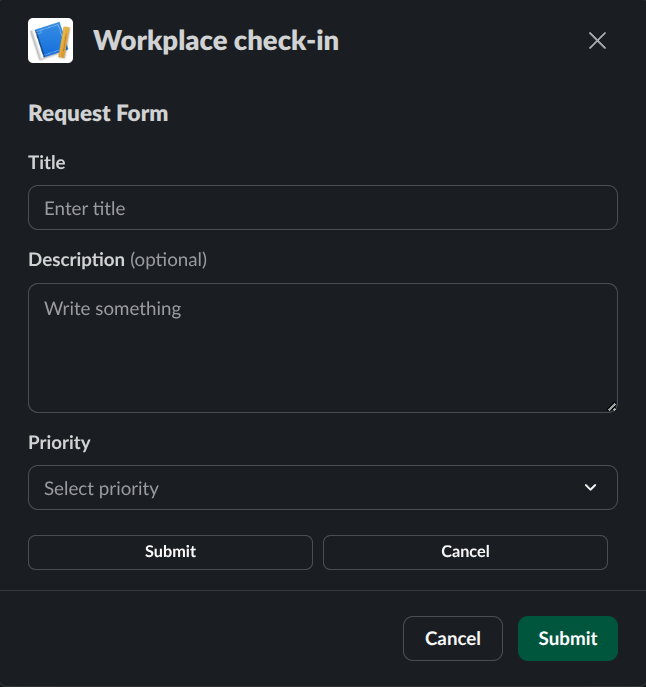 Workplace check-in
Request Form
Title
Enter title
Description (optional)
Write something
Priority
Select priority
Submit Cancel
Cancel Submit